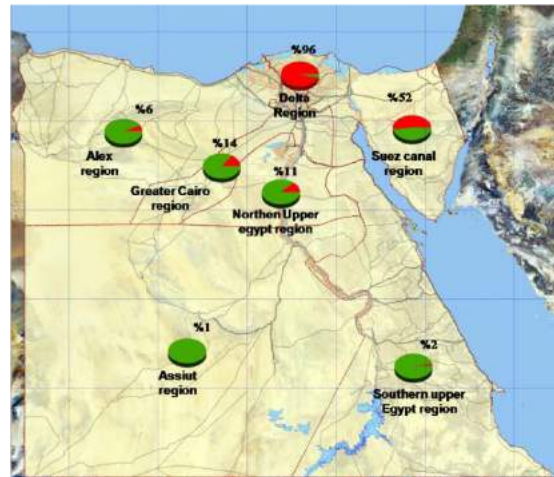 %96
Delta
Region
%52
Suez canal
region
%6
Alex
region
%14
Greater Cairo
region
%11
Northen Upper
egypt region
%1
Assiut
region
%2
Southern upper
Egypt region